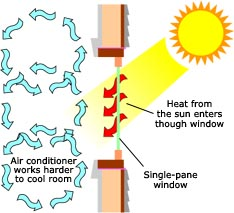 Heat from
the sun enters
though window
Air conditioner
works harder
to cool room
Single-pane
window